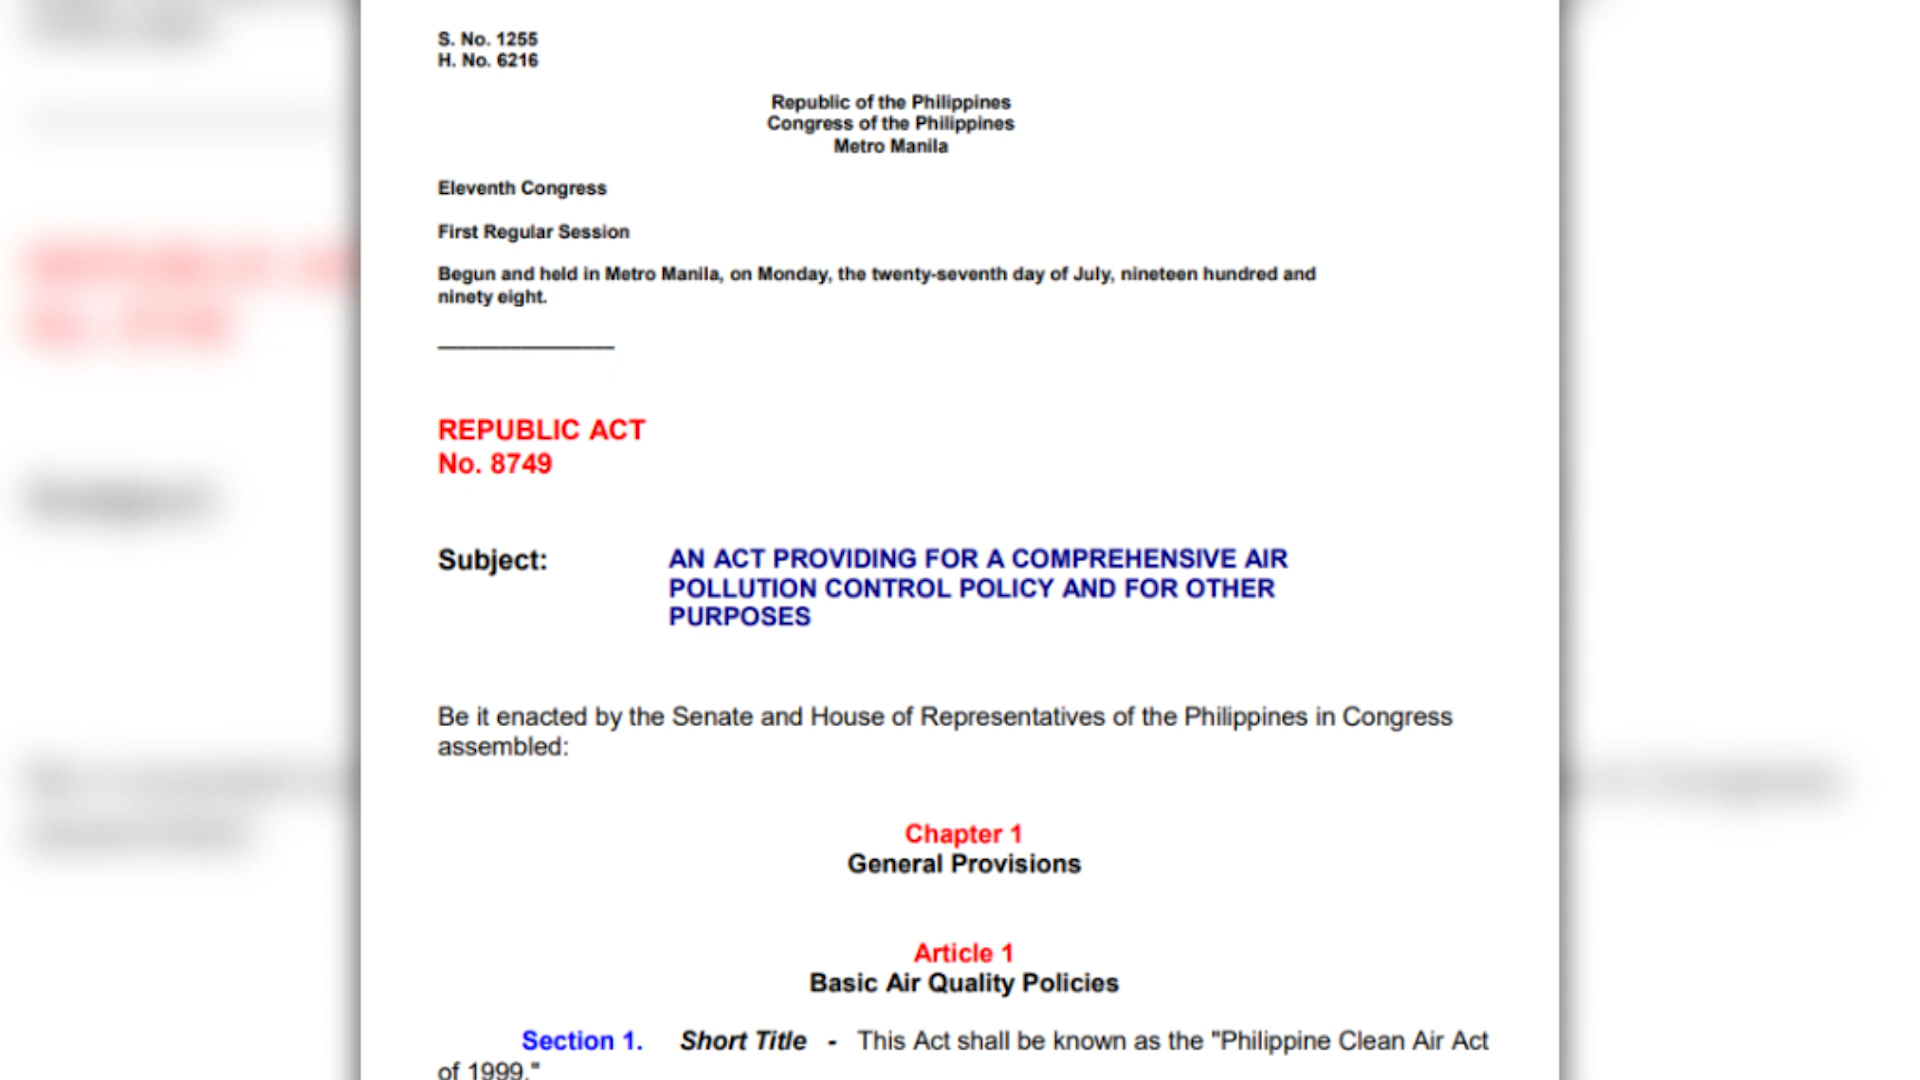 S. No. 1255
H. No. 6216
Republic of the Philippines
Congress of the Philippines
Metro Manila
Eleventh Congress
First Regular Session
Begun and held in Metro Manila, on Monday, the twenty-seventh day of July, nineteen hundred and
ninety eight.
REPUBLIC ACT
No. 8749
Subject: AN ACT PROVIDING FOR A COMPREHENSIVE AIR
POLLUTION CONTROL POLICY AND FOR OTHER
PURPOSES
Be it enacted by the Senate and House of Representatives of the Philippines in Congress
assembled:
Chapter 1
General Provisions
Article 1
Basic Air Quality Policies
Section 1. Short Title - This Act shall be known as the "Philippine Clean Air Act
of 1999."